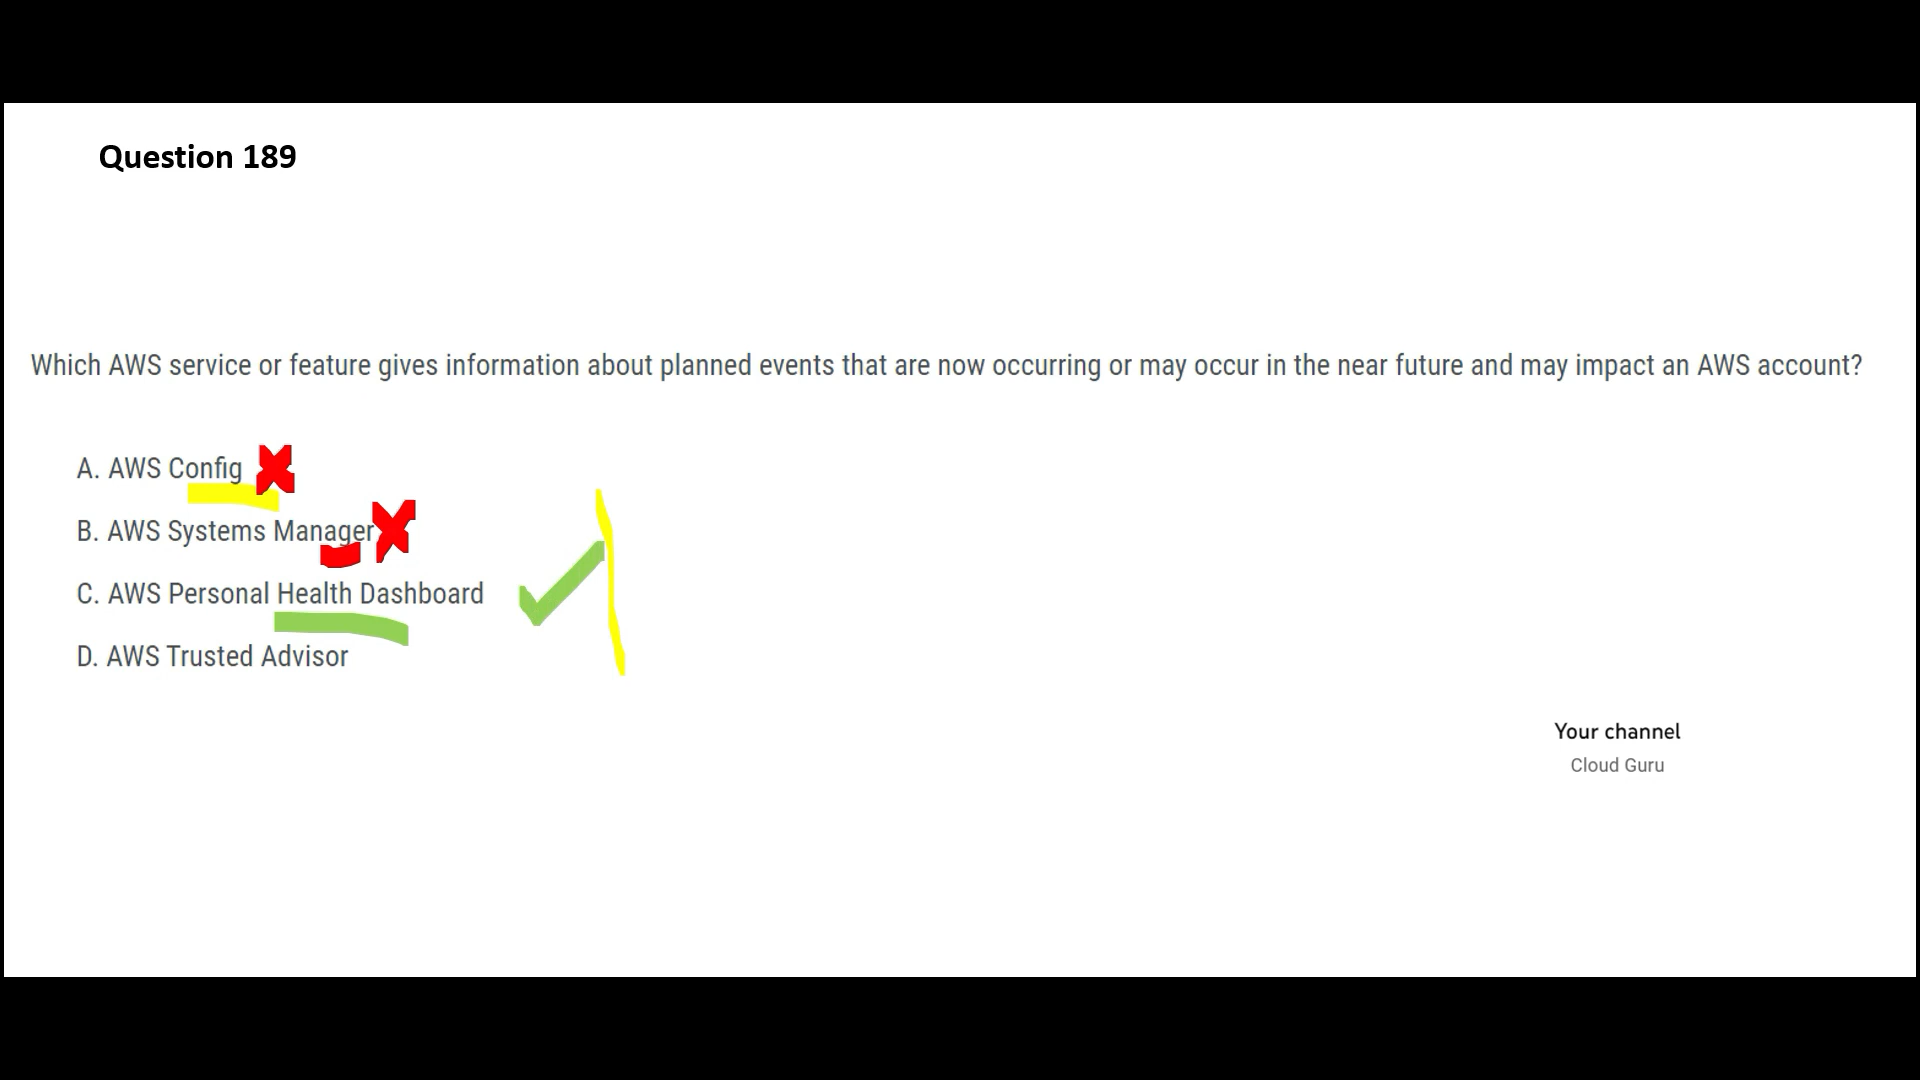 Question 189
Which AWS service or feature gives information about planned events that are now occurring or may occur in the near future and may impact an AWS account?
A. AWS Config
B. AWS Systems Manager
C. AWS Personal Health Dashboard
D. AWS Trusted Advisor
Your channel
Cloud Guru